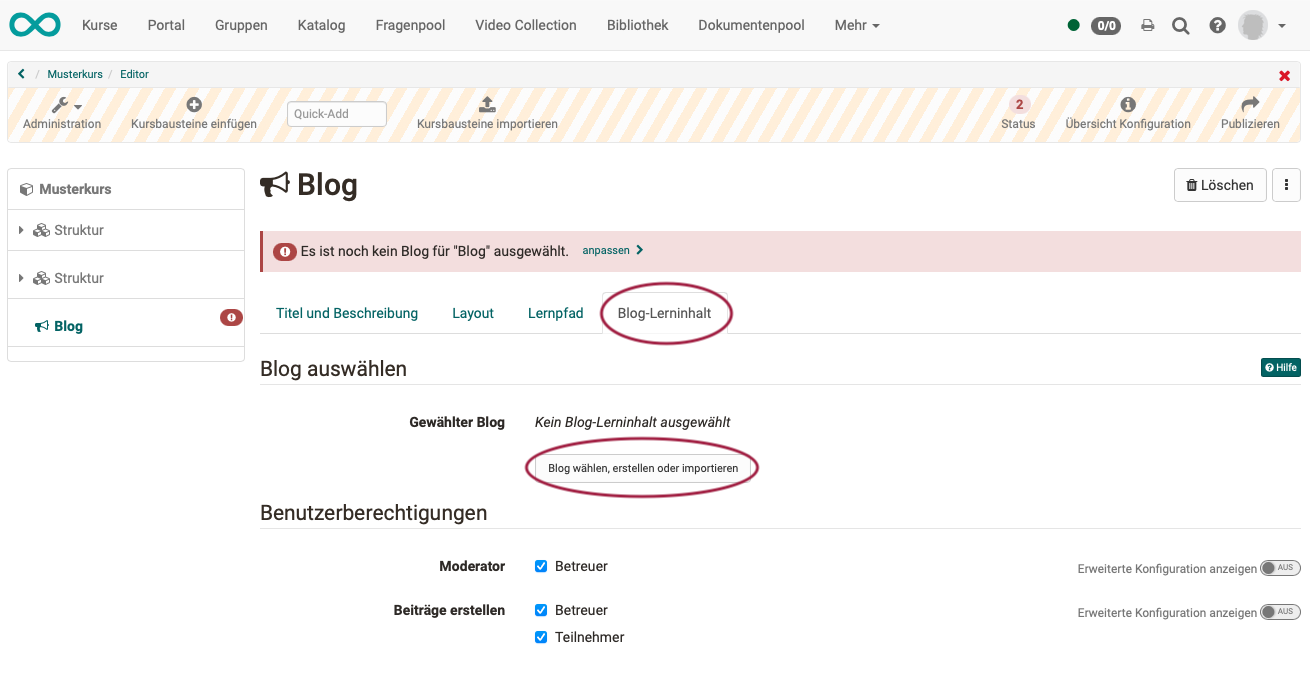 Kurse Portal Gruppen Katalog Fragenpool Video Collection Bibliothek Dokumentenpool Mehr 0/0
/ Musterkurs / Editor
Administration Kursbausteine einfügen Quick-Add Kursbausteine importieren 2 Status Übersicht Konfiguration Publizieren
Musterkurs
Struktur
Struktur
Blog
Blog
Löschen
Es ist noch kein Blog für "Blog" ausgewählt. anpassen
Titel und Beschreibung Layout Lernpfad Blog-Lerninhalt
Blog auswählen Hilfe
Gewählter Blog Kein Blog-Lerninhalt ausgewählt
Blog wählen, erstellen oder importieren
Benutzerberechtigungen
Moderator Betreuer Erweiterte Konfiguration anzeigen AUS
Beiträge erstellen Betreuer Erweiterte Konfiguration anzeigen AUS
Teilnehmer